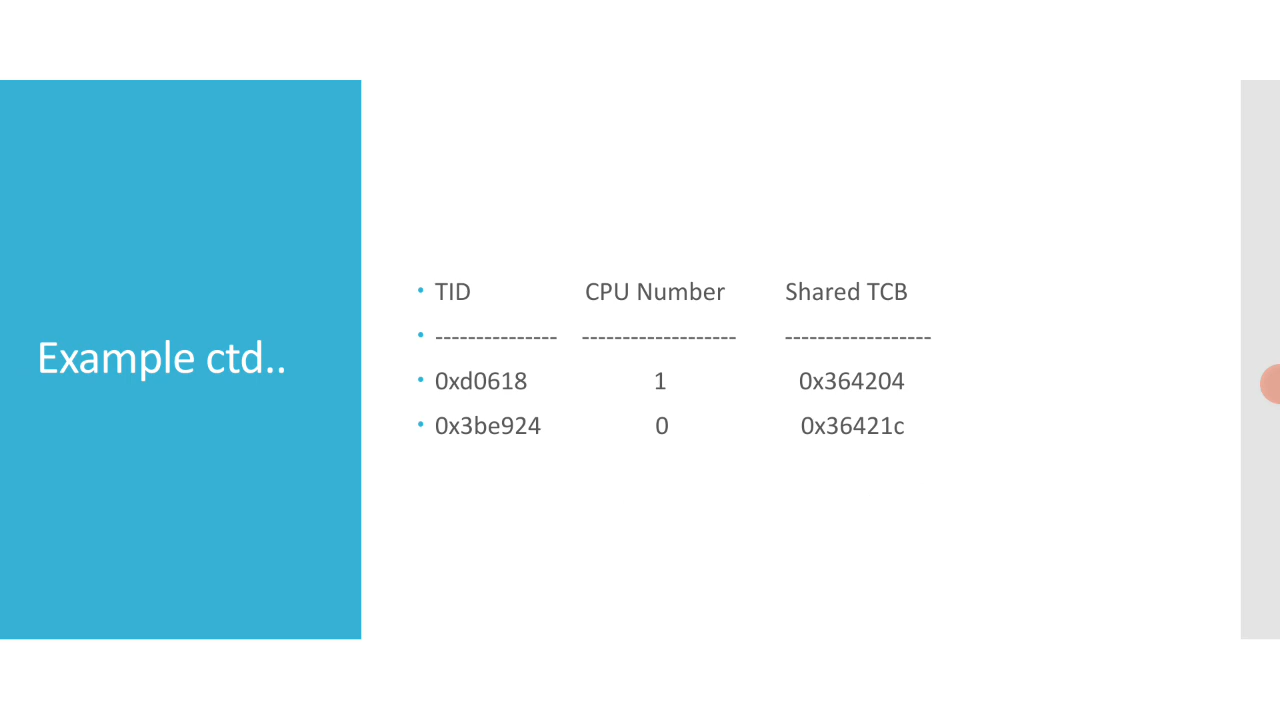 Example ctd..
• TID CPU Number Shared TCB
• --------------- ------------------- ------------------
• 0xd0618 1 0x364204
• 0x3be924 0 0x36421c